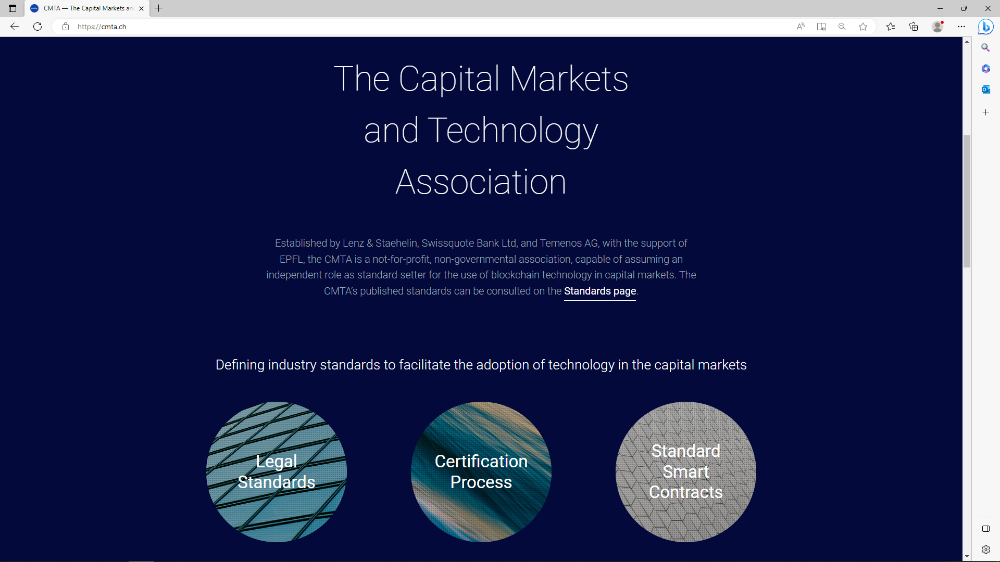 CMTA — The Capital Markets an
https://cmta.ch
The Capital Markets
and Technology
Association
Established by Lenz & Staehelin, Swissquote Bank Ltd, and Temenos AG, with the support of
EPFL, the CMTA is a not-for-profit, non-governmental association, capable of assuming an
independent role as standard-setter for the use of blockchain technology in capital markets. The
CMTA’s published standards can be consulted on the Standards page.
Defining industry standards to facilitate the adoption of technology in the capital markets
Legal
Standards
Certification
Process
Standard
Smart
Contracts